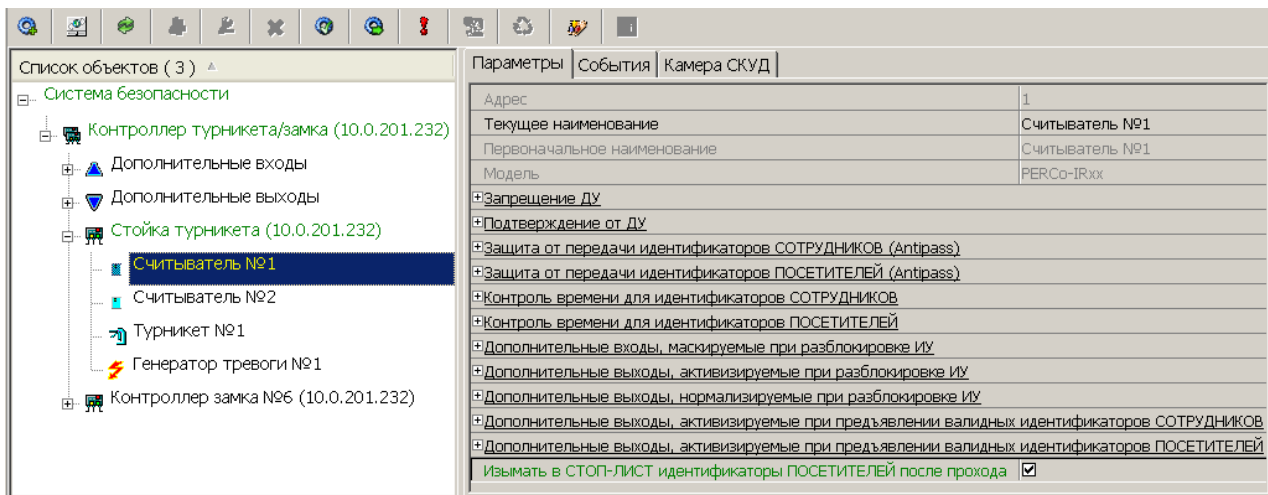 Список объектов ( 3 )
Система безопасности
Контроллер турникета/замка (10.0.201.232)
Дополнительные входы
Дополнительные выходы
Стойка турникета (10.0.201.232)
Считыватель №1
Считыватель №2
Турникет №1
Генератор тревоги №1
Контроллер замка №6 (10.0.201.232)
Параметры События Камера СКУД
Адрес 1
Текущее наименование Считыватель №1
Первоначальное наименование Считыватель №1
Модель PERCo-IRxx
Запрещение ДУ
Подтверждение от ДУ
Защита от передачи идентификаторов СОТРУДНИКОВ (Antipass)
Защита от передачи идентификаторов ПОСЕТИТЕЛЕЙ (Antipass)
Контроль времени для идентификаторов СОТРУДНИКОВ
Контроль времени для идентификаторов ПОСЕТИТЕЛЕЙ
Дополнительные входы, маскируемые при разблокировке ИУ
Дополнительные выходы, активизируемые при разблокировке ИУ
Дополнительные выходы, нормализируемые при разблокировке ИУ
Дополнительные выходы, активизируемые при предъявлении валидных идентификаторов СОТРУДНИКОВ
Дополнительные выходы, активизируемые при предъявлении валидных идентификаторов ПОСЕТИТЕЛЕЙ
Изымать в СТОП-ЛИСТ идентификаторы ПОСЕТИТЕЛЕЙ после прохода